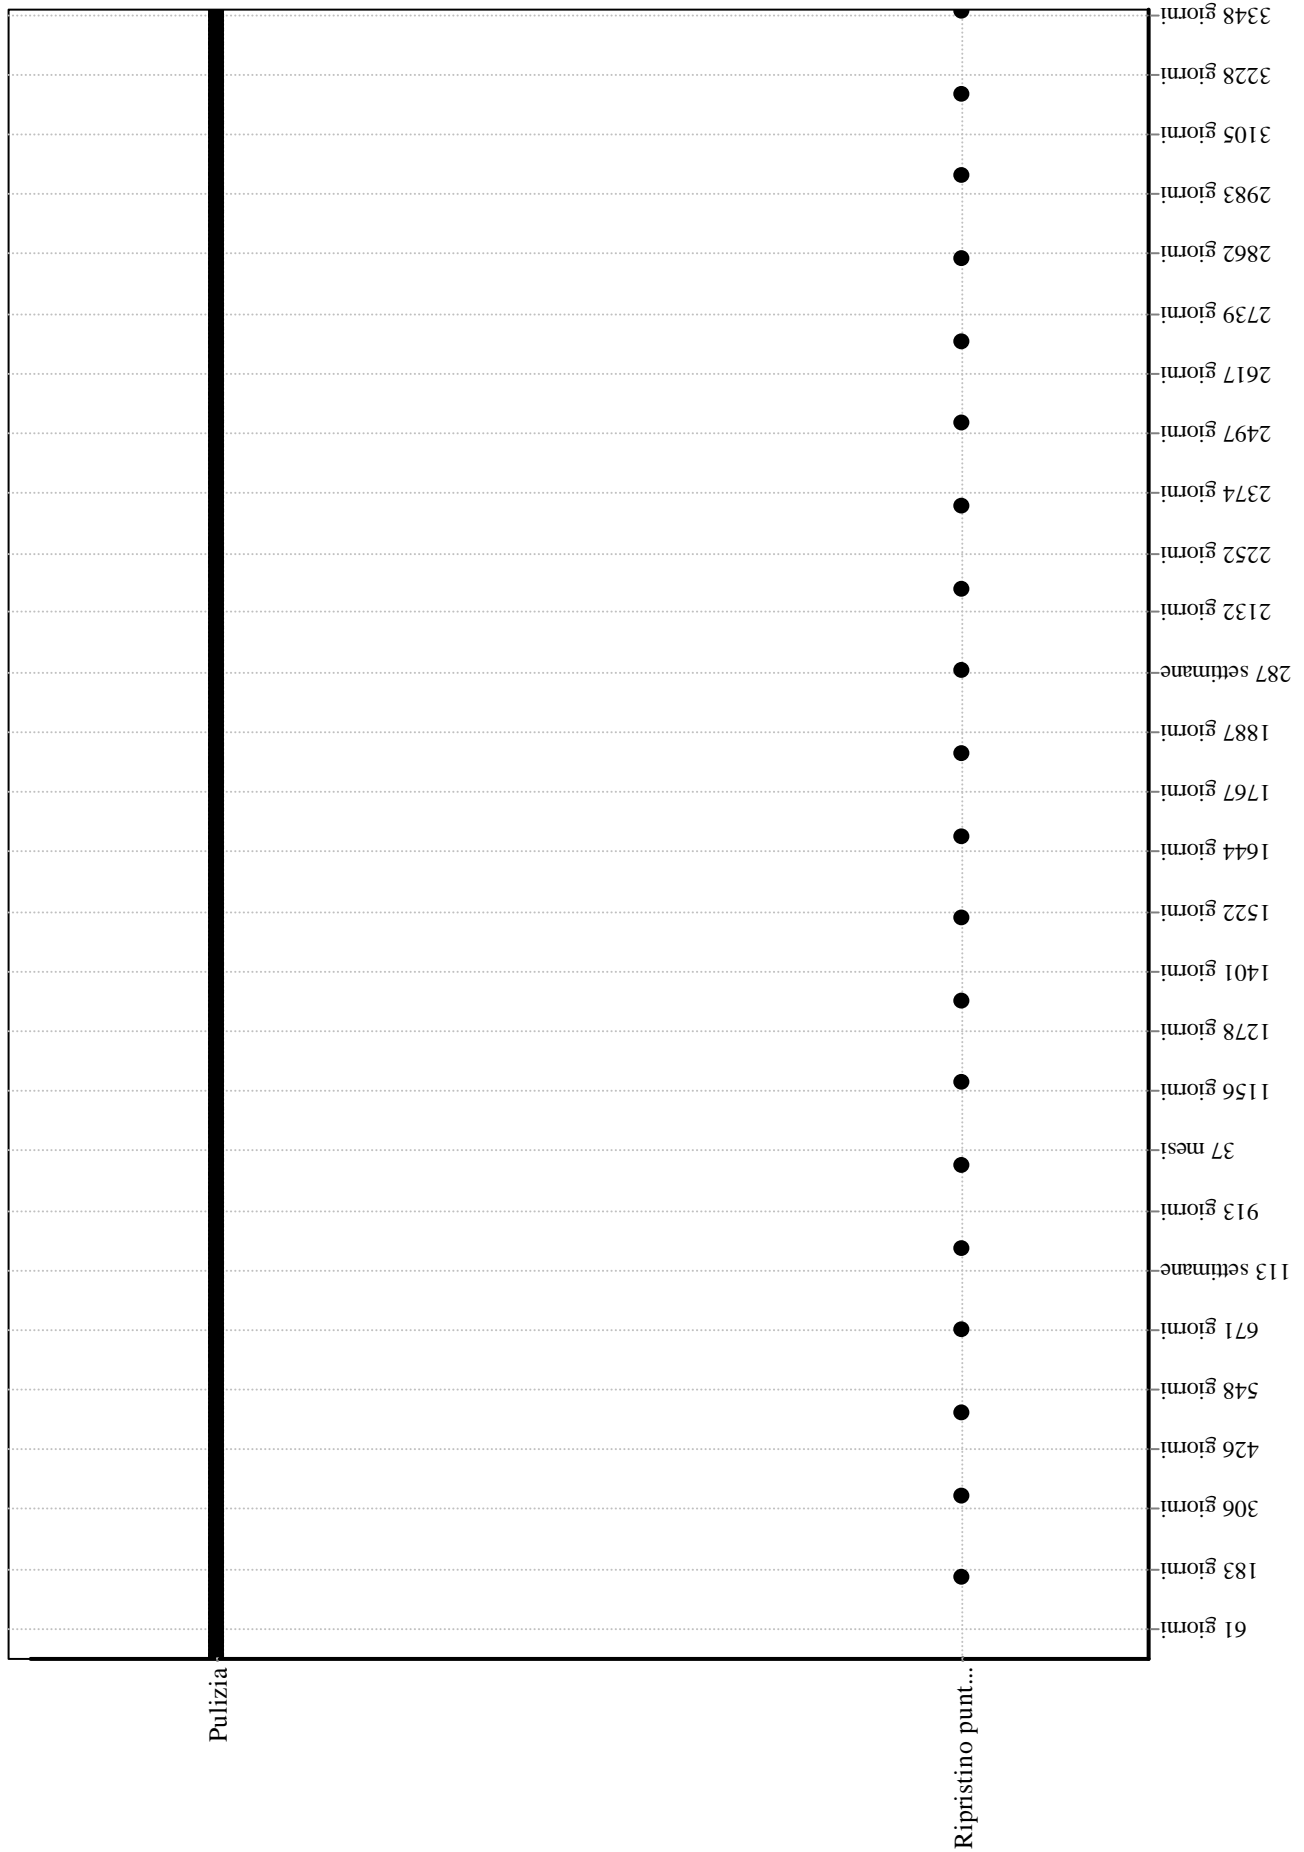 3348 giorni
3228 giorni
3105 giorni
2983 giorni
2862 giorni
2739 giorni
2617 giorni
2497 giorni
2374 giorni
2252 giorni
2132 giorni
287 settimane
1887 giorni
1767 giorni
1644 giorni
1522 giorni
1401 giorni
1278 giorni
1156 giorni
37 mesi
913 giorni
113 settimane
671 giorni
548 giorni
426 giorni
306 giorni
183 giorni
61 giorni
Pulizia
Ripristino punt...